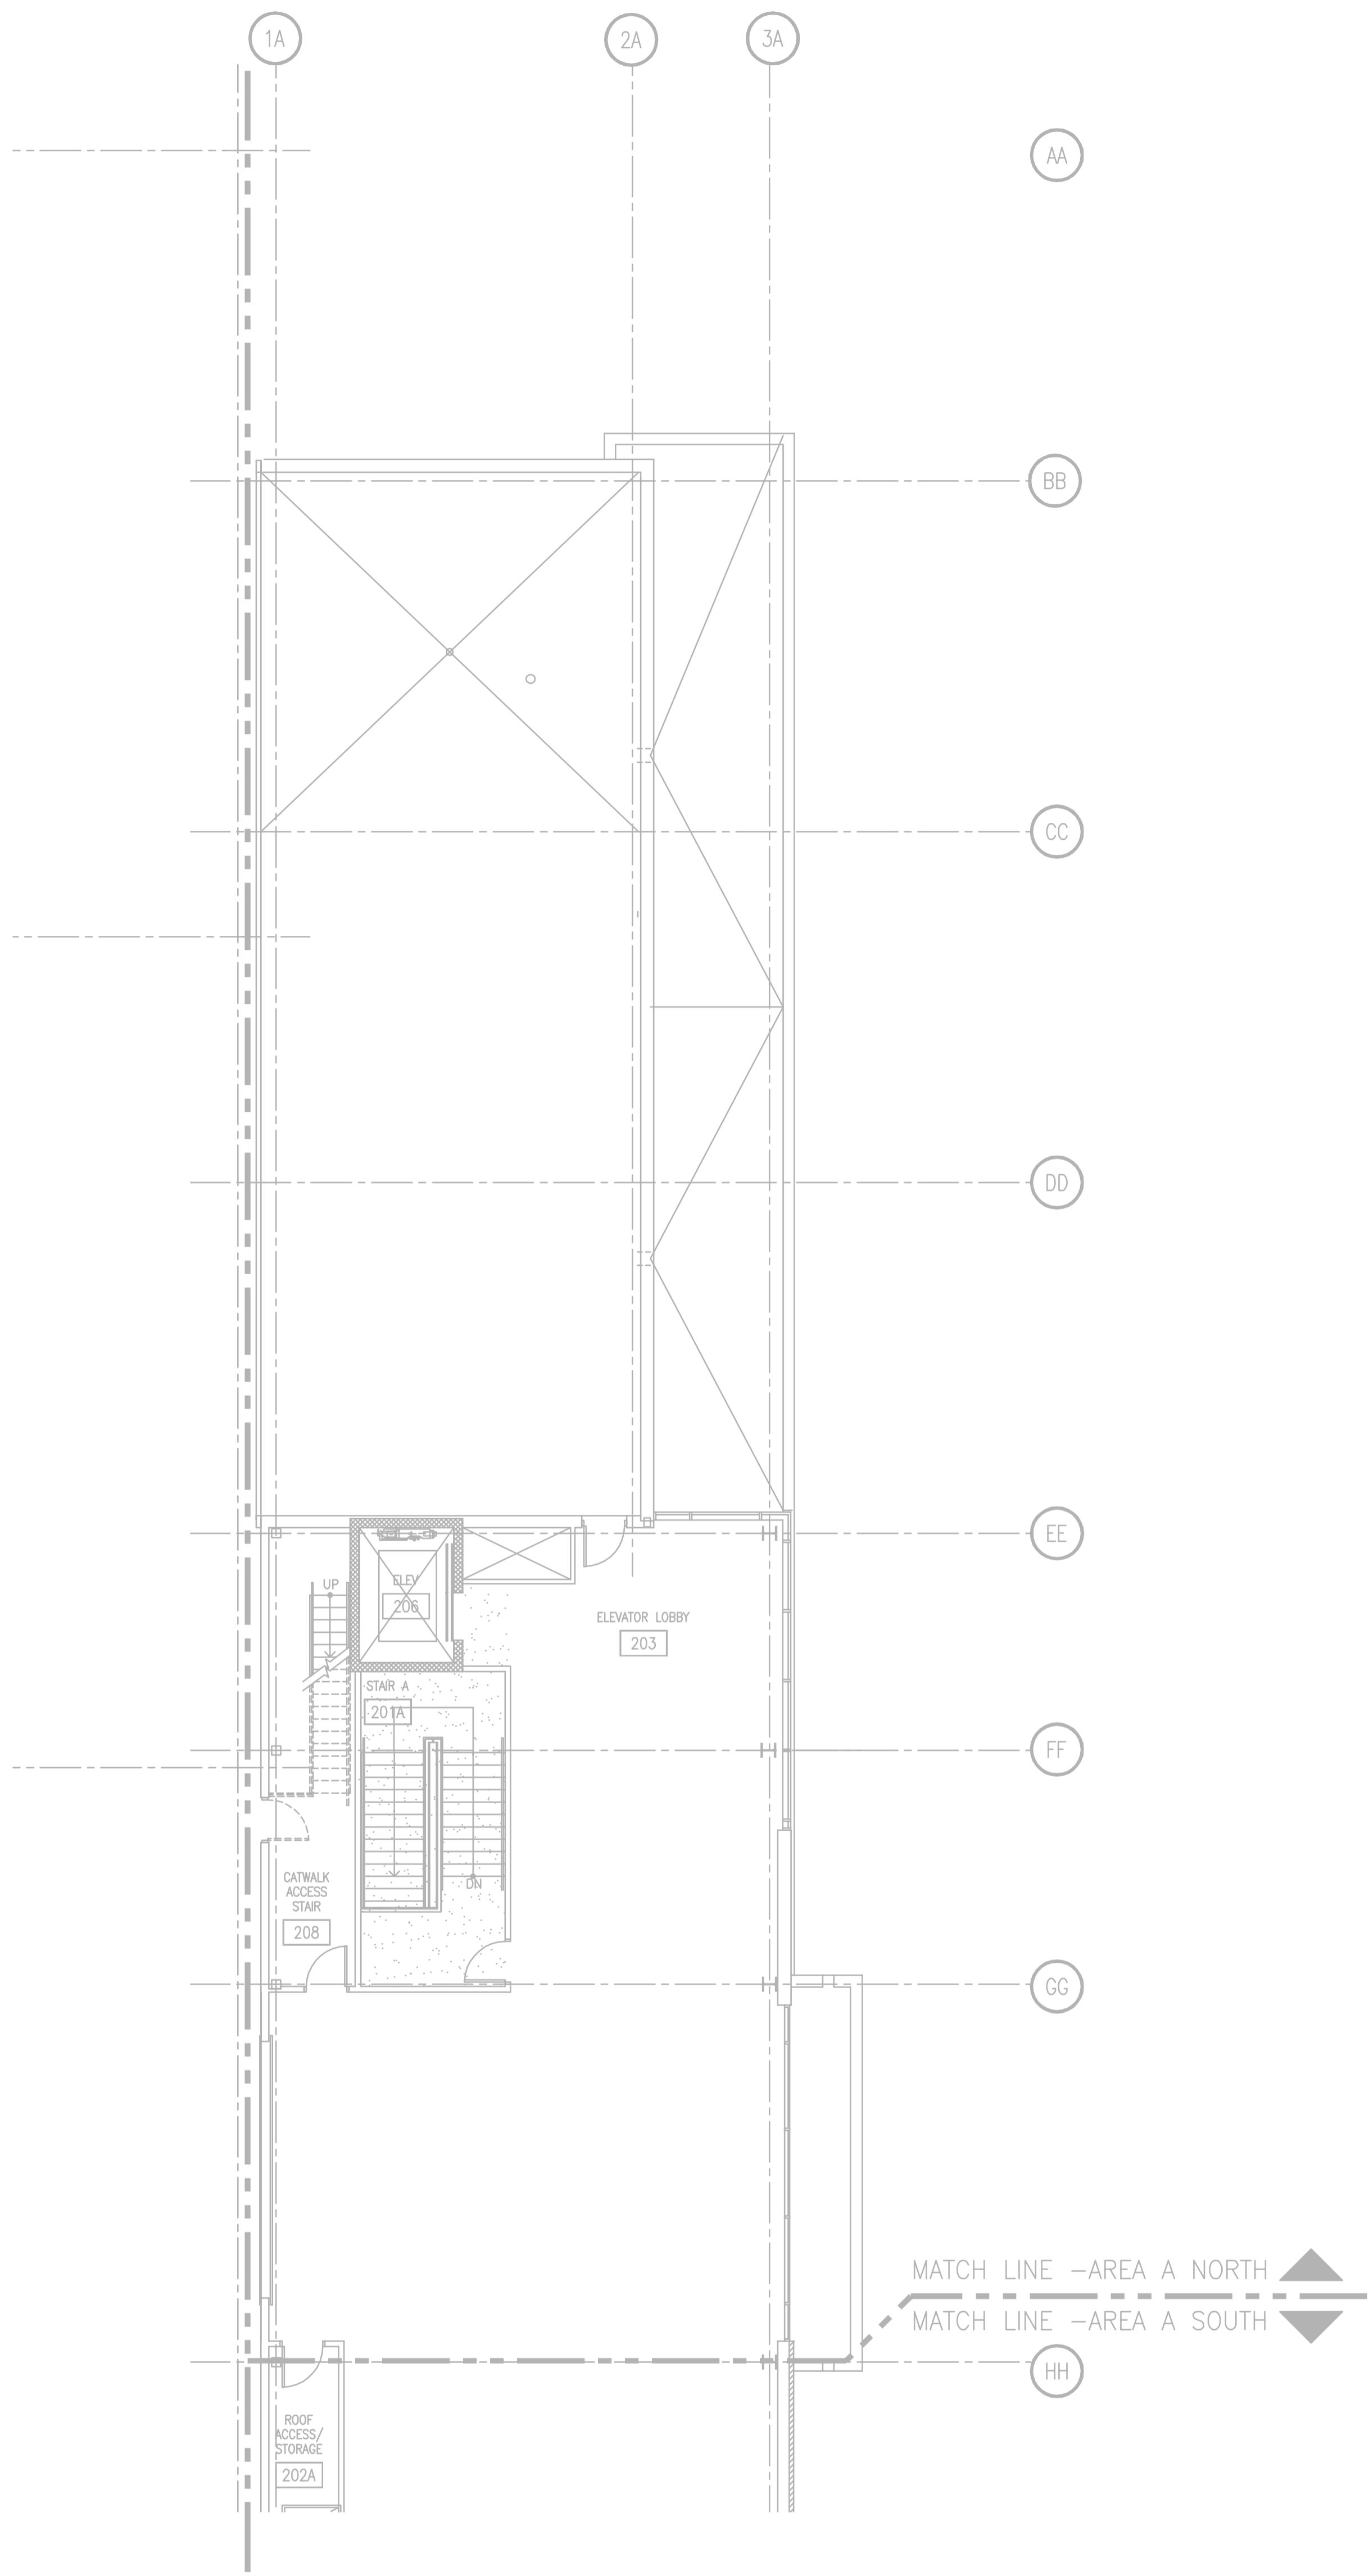 1A
2A
3A
AA
BB
CC
DD
EE
UP
ELEV
206
ELEVATOR LOBBY
203
STAIR A
201A
FF
DN
CATWALK
ACCESS
STAIR
208
GG
MATCH LINE -AREA A NORTH
MATCH LINE -AREA A SOUTH
HH
ROOF
ACCESS/
STORAGE
202A